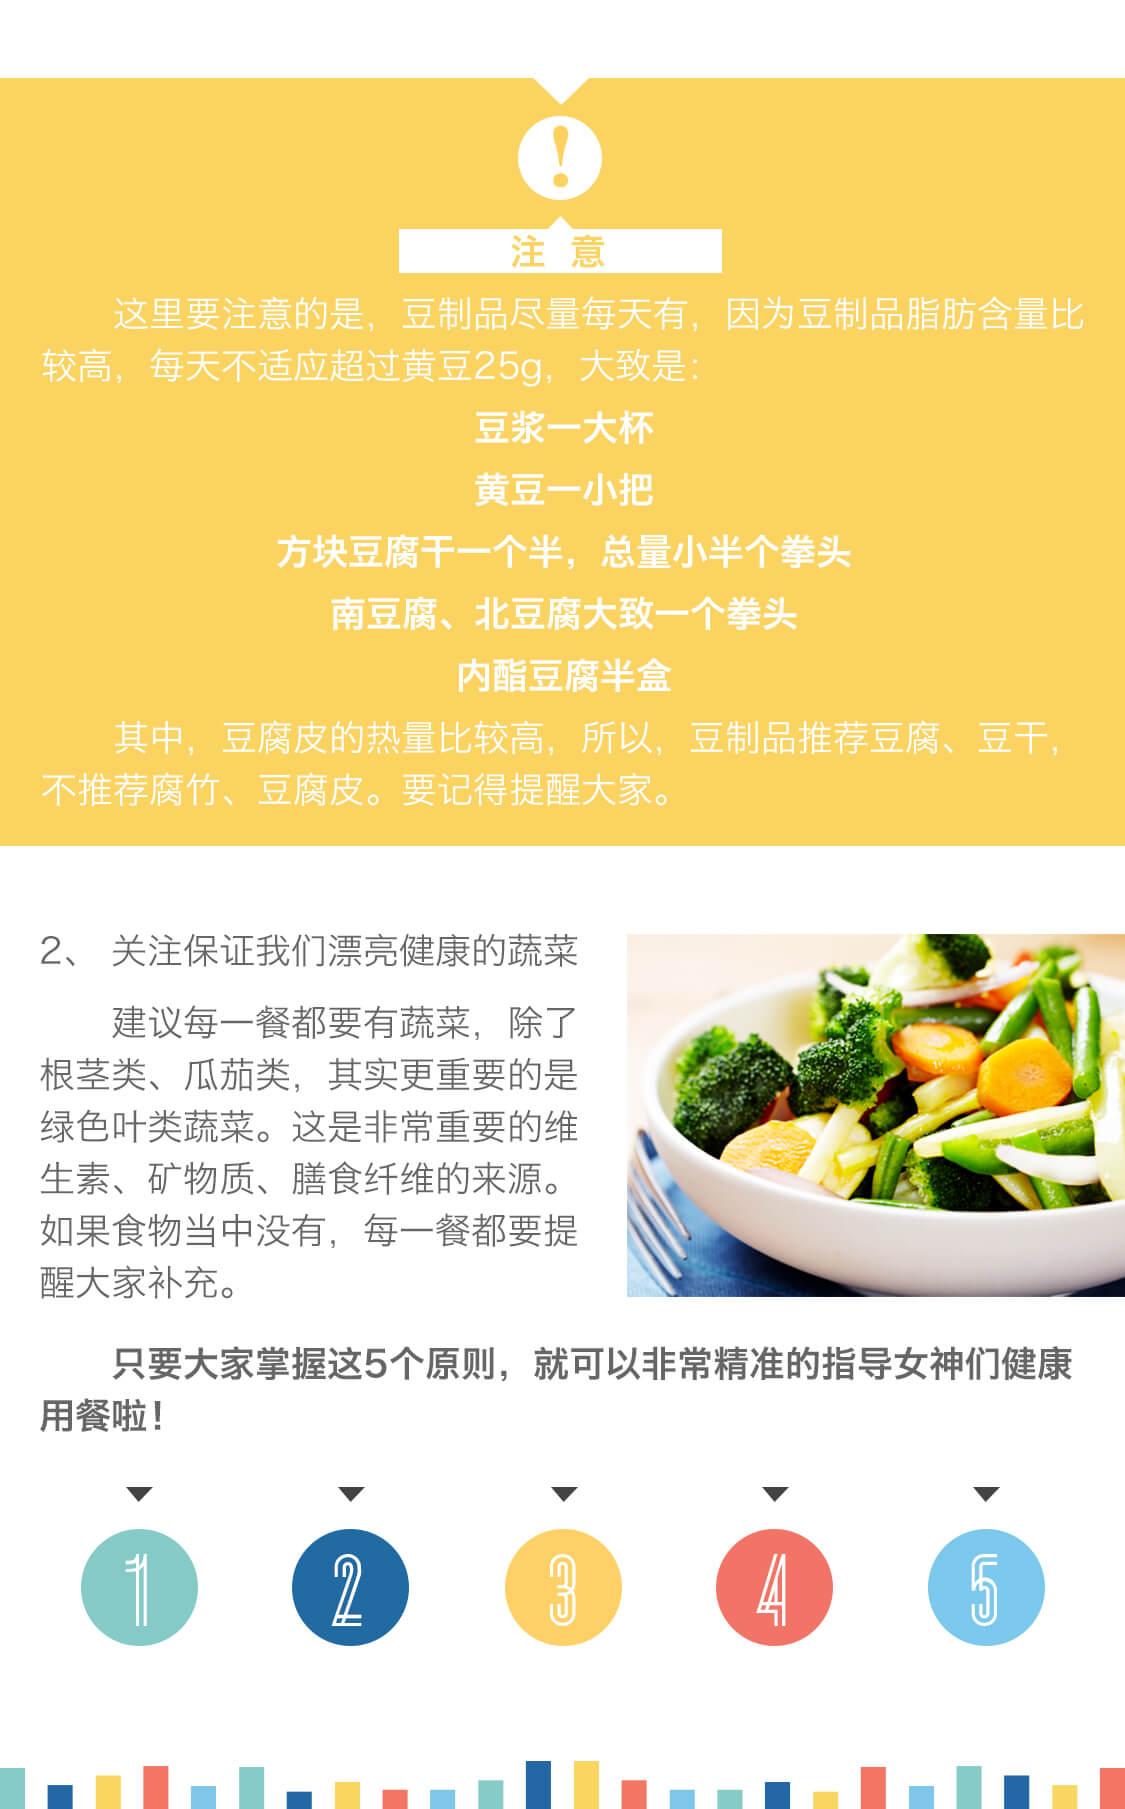 !
注 意
这里要注意的是，豆制品尽量每天有，因为豆制品脂肪含量比
较高，每天不适应超过黄豆25g，大致是：
豆浆一大杯
黄豆一小把
方块豆腐干一个半，总量小半个拳头
南豆腐、北豆腐大致一个拳头
内酯豆腐半盒
其中，豆腐皮的热量比较高，所以，豆制品推荐豆腐、豆干，
不推荐腐竹、豆腐皮。要记得提醒大家。
2、 关注保证我们漂亮健康的蔬菜
建议每一餐都要有蔬菜，除了
根茎类、瓜茄类，其实更重要的是
绿色叶类蔬菜。这是非常重要的维
生素、矿物质、膳食纤维的来源。
如果食物当中没有，每一餐都要提
醒大家补充。
只要大家掌握这5个原则，就可以非常精准的指导女神们健康
用餐啦！
1 2 3 4 5